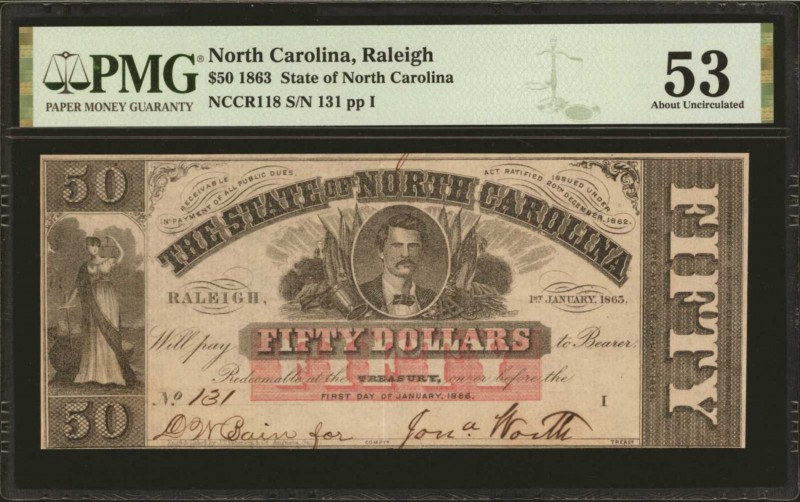 PMG®
PAPER MONEY GUARANTY
North Carolina, Raleigh
$50 1863 State of North Carolina
NCCR118 S/N 131 pp I
53
About Uncirculated
50
RECEIVABLE
IN PAYMENT OF ALL PUBLIC DUES.
ACT RATIFIED 20TH DECEMBER, 1862.
ISSUED UNDER
THE STATE OF NORTH CAROLINA
RALEIGH,
1ST JANUARY, 1863.
Will pay FIFTY DOLLARS to Bearer.
FIFTY
Redeemable at the TREASURY, on or before the
FIRST DAY OF JANUARY, 1866.
No 131
I
50
D W Bain for Jona Worth
TREASR
FIFTY